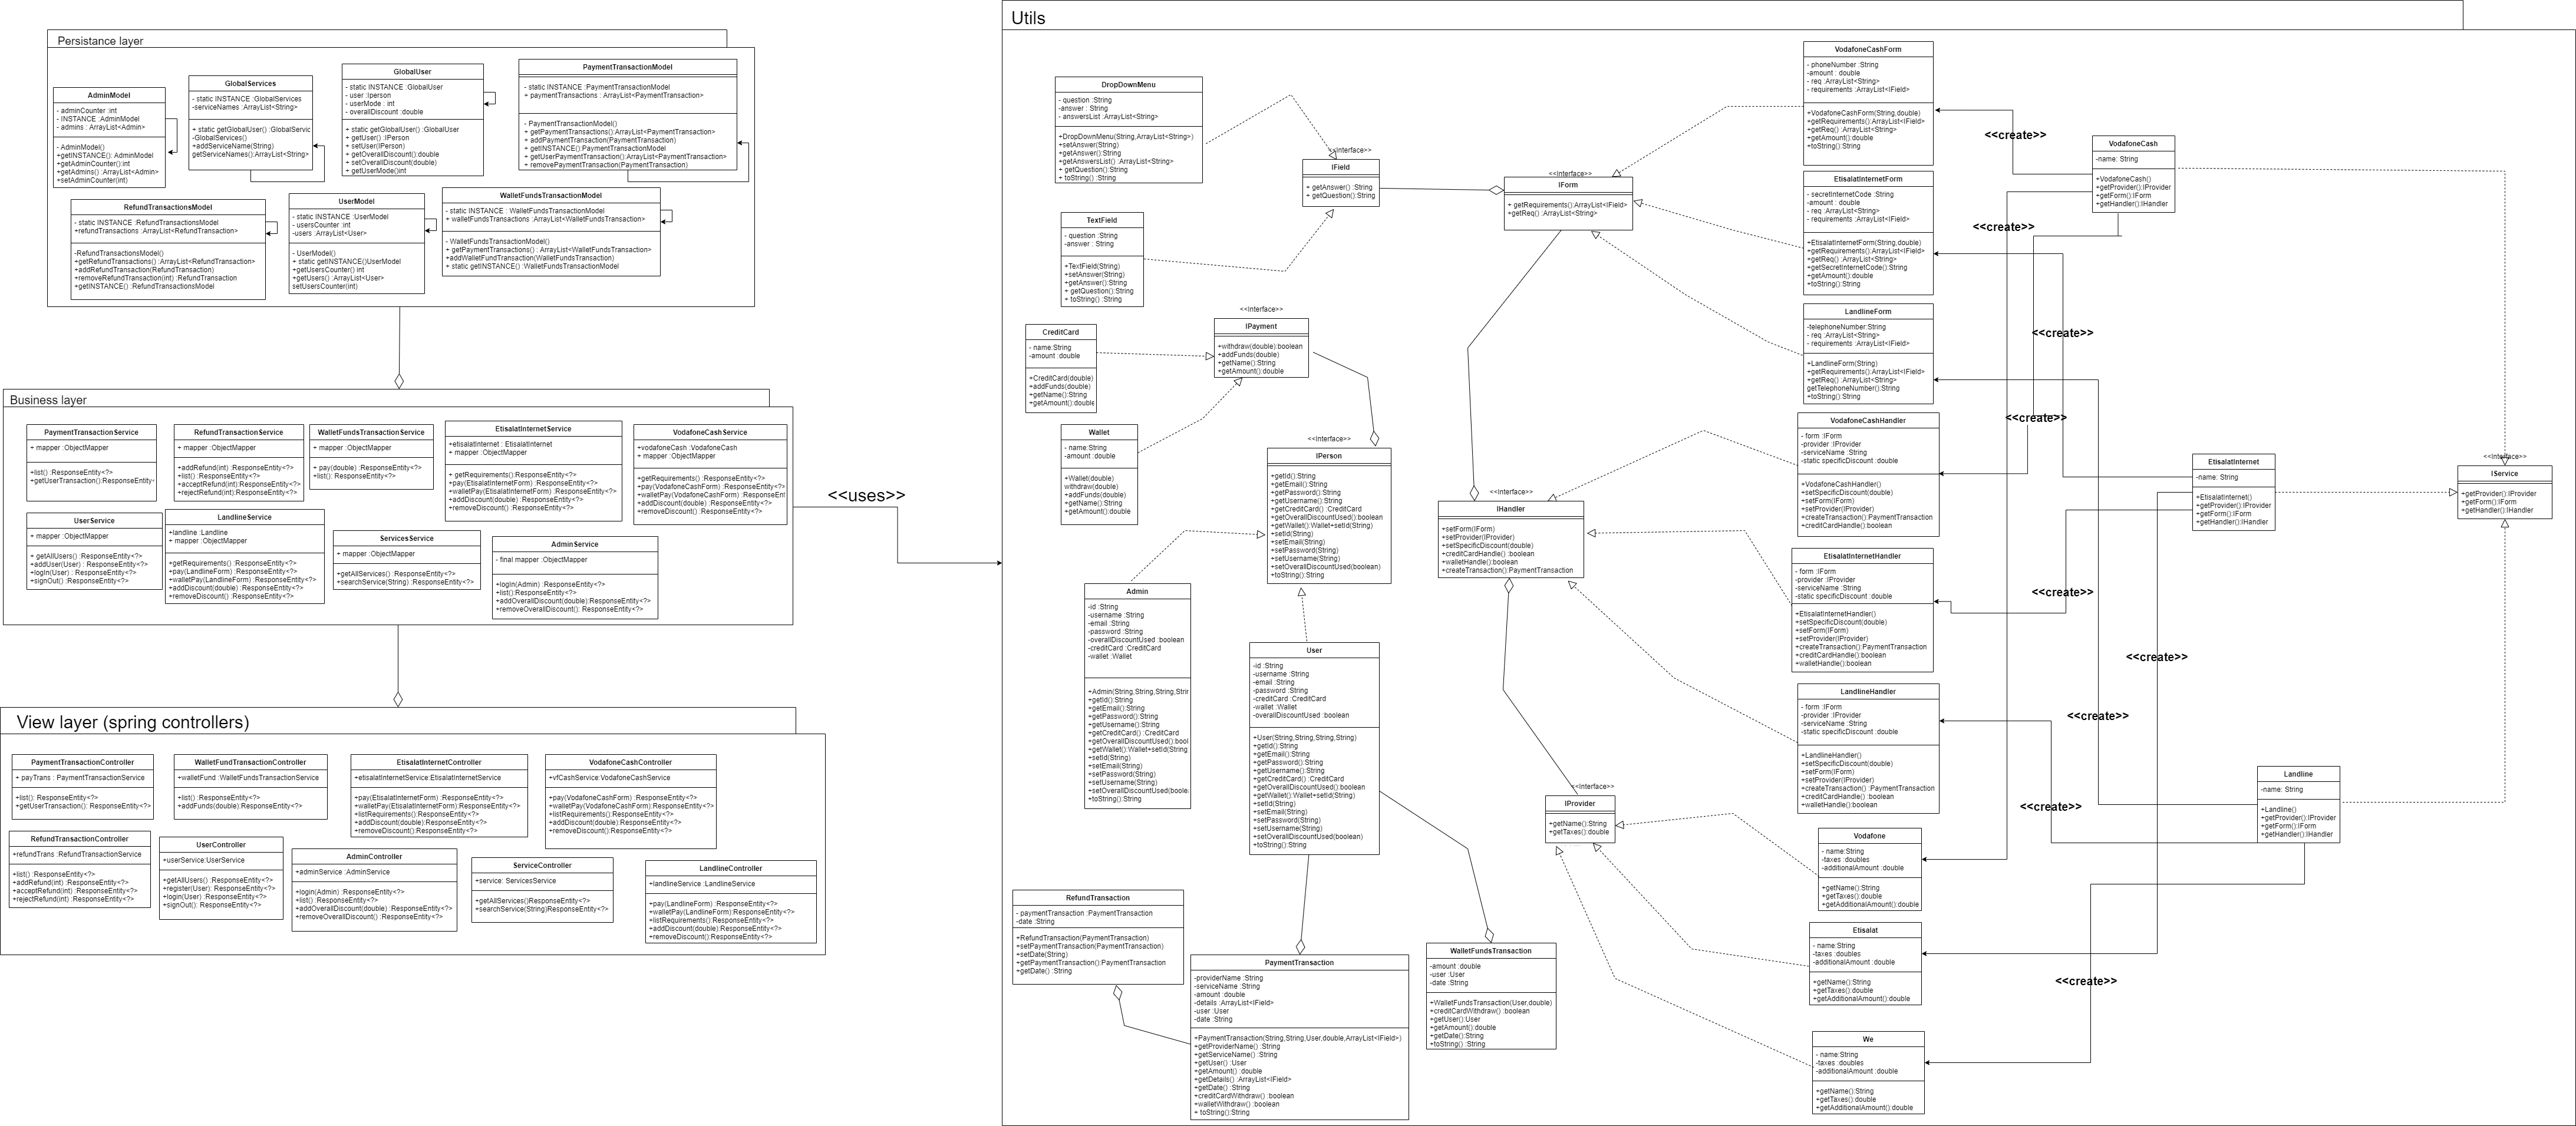 Persistance layer
AdminModel
- adminCounter :int
- INSTANCE :AdminModel
- admins : ArrayList<Admin>
- AdminModel()
+getINSTANCE(): AdminModel
+getAdminCounter():int
+getAdmins() :ArrayList<Admin>
+setAdminCounter(int)
GlobalServices
- static INSTANCE :GlobalServices
-serviceNames :ArrayList<String>
+ static getGlobalUser() :GlobalServic
-GlobalServices()
+addServiceName(String)
getServiceNames():ArrayList<String>
GlobalUser
- static INSTANCE :GlobalUser
- user :Iperson
- userMode : int
- overallDiscount :double
+ static getGlobalUser() :GlobalUser
+ getUser() :IPerson
+ setUser(IPerson)
+ getOverallDiscount():double
+ setOverallDiscount(double)
+ getUserMode()int
PaymentTransactionModel
- static INSTANCE :PaymentTransactionModel
+ paymentTransactions : ArrayList<PaymentTransaction>
- PaymentTransactionModel()
+ getPaymentTransactions():ArrayList<PaymentTransaction>
+ addPaymentTransaction(PaymentTransaction)
+ getINSTANCE():PaymentTransactionModel
+ getUserPaymentTransaction():ArrayList<PaymentTransaction>
+ removePaymentTransaction(PaymentTransaction)
RefundTransactionsModel
- static INSTANCE :RefundTransactionsModel
+refundTransactions :ArrayList<RefundTransaction>
-RefundTransactionsModel()
+getRefundTransactions() :ArrayList<RefundTransaction>
+addRefundTransaction(RefundTransaction)
+removeRefundTransaction(int) :RefundTransaction
+getINSTANCE() :RefundTransactionsModel
UserModel
- static INSTANCE :UserModel
- usersCounter :int
-users :ArrayList<User>
- UserModel()
+ static getINSTANCE()UserModel
+getUsersCounter() int
+getUsers() :ArrayList<User>
setUsersCounter(int)
WalletFundsTransactionModel
- static INSTANCE : WalletFundsTransactionModel
+ walletFundsTransactions :ArrayList<WalletFundsTransaction>
- WalletFundsTransactionModel()
+ getPaymentTransactions() : ArrayList<WalletFundsTransaction>
+addWalletFundTransaction(WalletFundsTransaction)
+ static getINSTANCE() :WalletFundsTransactionModel
Business layer
PaymentTransactionService
+ mapper :ObjectMapper
+list() :ResponseEntity<?>
+getUserTransaction():ResponseEntity<
RefundTransactionService
+ mapper :ObjectMapper
+addRefund(int) :ResponseEntity<?>
+list() :ResponseEntity<?>
+acceptRefund(int):ResponseEntity<?>
+rejectRefund(int):ResponseEntity<?>
WalletFundsTransactionService
+ mapper :ObjectMapper
+ pay(double) : ResponseEntity<?>
+list(): ResponseEntity<?>
EtisalatInternetService
+etisalatInternet : EtisalatInternet
+ mapper :ObjectMapper
+ getRequirements():ResponseEntity<?>
+pay(EtisalatInternetForm) :ResponseEntity<?>
+walletPay(EtisalatInternetForm) :ResponseEntity<?>
+addDiscount(double) :ResponseEntity<?>
+removeDiscount() :ResponseEntity<?>
VodafoneCashService
+vodafoneCash :VodafoneCash
+ mapper :ObjectMapper
+getRequirements() :ResponseEntity<?>
+pay(VodafoneCashForm) : ResponseEntity<?>
+walletPay(VodafoneCashForm) :ResponseEnt
+addDiscount(double) :ResponseEntity<?>
+removeDiscount() :ResponseEntity<?>
UserService
+ mapper :ObjectMapper
+ getAllUsers() : ResponseEntity<?>
+addUser(User) : ResponseEntity<?>
+login(User) : ResponseEntity<?>
+signOut() : ResponseEntity<?>
LandlineService
+landline :Landline
+ mapper :ObjectMapper
+getRequirements() :ResponseEntity<?>
+pay(LandlineForm) :ResponseEntity<?>
+walletPay(LandlineForm) :ResponseEntity<?>
+addDiscount(double) :ResponseEntity<?>
+removeDiscount(): ResponseEntity<?>
ServicesService
+ mapper :ObjectMapper
+getAllServices() : ResponseEntity<?>
+searchService(String) :ResponseEntity<?>
AdminService
- final mapper :ObjectMapper
+login(Admin) :ResponseEntity<?>
+list():ResponseEntity<?>
+addOverallDiscount(double):ResponseEntity<?>
+removeOverallDiscount(): ResponseEntity<?>
<<uses>>
View layer (spring controllers)
PaymentTransactionController
+ payTrans : PaymentTransactionService
+list(): ResponseEntity<?>
+getUserTransaction(): ResponseEntity<?>
WalletFundTransactionController
+walletFund :WalletFundsTransactionService
+list() :ResponseEntity<?>
+addFunds(double):ResponseEntity<?>
EtisalatInternetController
+etisalatInternetService:EtisalatInternetService
+pay(EtisalatInternetForm) :ResponseEntity<?>
+walletPay(EtisalatInternetForm):ResponseEntity<?>
+listRequirements():ResponseEntity<?>
+addDiscount(double):ResponseEntity<?>
+removeDiscount():ResponseEntity<?>
VodafoneCashController
+vfCashService:VodafoneCashService
+pay(VodafoneCashForm) :ResponseEntity<?>
+walletPay(VodafoneCashForm):ResponseEntity<?>
+listRequirements():ResponseEntity<?>
+addDiscount(double):ResponseEntity<?>
+removeDiscount():ResponseEntity<?>
RefundTransactionController
+refundTrans :RefundTransactionService
+list() :ResponseEntity<?>
+addRefund(int) :ResponseEntity<?>
+acceptRefund(int) :ResponseEntity<?>
+rejectRefund(int) :ResponseEntity<?>
UserController
+userService:UserService
+getAllUsers() :ResponseEntity<?>
+register(User): ResponseEntity<?>
+login(User) :ResponseEntity<?>
+signOut(): ResponseEntity<?>
AdminController
+adminService :AdminService
+login(Admin) :ResponseEntity<?>
+list() :ResponseEntity<?>
+addOverallDiscount(double) :ResponseEntity<?>
+removeOverallDiscount() :ResponseEntity<?>
ServiceController
+service: ServicesService
+getAllServices()ResponseEntity<?>
+searchService(String)ResponseEntity<?>
LandlineController
+landlineService :LandlineService
+pay(LandlineForm) :ResponseEntity<?>
+walletPay(LandlineForm):ResponseEntity<?>
+listRequirements():ResponseEntity<?>
+addDiscount(double):ResponseEntity<?>
+removeDiscount():ResponseEntity<?>
Utils
DropDownMenu
- question :String
-answer : String
- answersList :ArrayList<String>
+DropDownMenu(String,ArrayList<String>)
+setAnswer(String)
+getAnswer():String
+getAnswersList() :ArrayList<String>
+ getQuestion():String
+ toString() :String
TextField
- question :String
-answer : String
+TextField(String)
+setAnswer(String)
+getAnswer():String
+ getQuestion():String
+ toString() :String
<<Interface>>
IField
+ getAnswer() :String
+ getQuestion():String
<<Interface>>
IForm
+ getRequirements():ArrayList<IField>
+ getReq() :ArrayList<String>
CreditCard
- name:String
-amount :double
+CreditCard(double)
+addFunds(double)
+getName():String
+getAmount():double
<<Interface>>
IPayment
+withdraw(double):boolean
+addFunds(double)
+getName():String
+getAmount():double
Wallet
- name:String
-amount :double
+Wallet(double)
withdraw(double)
+addFunds(double)
+getName():String
+getAmount():double
<<Interface>>
IPerson
+getId():String
+getEmail():String
+getPassword():String
+getUsername():String
+getCreditCard() :CreditCard
+getOverallDiscountUsed():boolean
+getWallet():Wallet+setId(String)
+setId(String)
+setEmail(String)
+setPassword(String)
+setUsername(String)
+setOverallDiscountUsed(boolean)
+toString():String
Admin
-id :String
-username :String
-email :String
-password :String
-overallDiscountUsed :boolean
-creditCard :CreditCard
-wallet :Wallet
+Admin(String,String,String,Strir
+getId():String
+getEmail():String
+getPassword():String
+getUsername():String
+getCreditCard() :CreditCard
+getOverallDiscountUsed():bool
+getWallet():Wallet+setId(String
+setId(String)
+setEmail(String)
+setPassword(String)
+setUsername(String)
+setOverallDiscountUsed(boole
+toString():String
User
-id :String
-username :String
-email :String
-password :String
-creditCard :CreditCard
-wallet :Wallet
-overallDiscountUsed :boolean
+User(String,String,String,String)
+getId():String
+getEmail():String
+getPassword():String
+getUsername():String
+getCreditCard() :CreditCard
+getOverallDiscountUsed():boolean
+getWallet():Wallet+setId(String)
+setId(String)
+setEmail(String)
+setPassword(String)
+setUsername(String)
+setOverallDiscountUsed(boolean)
+toString():String
RefundTransaction
- paymentTransaction :PaymentTransaction
-date :String
+RefundTransaction(PaymentTransaction)
+setPaymentTransaction(PaymentTransaction)
+setDate(String)
+getPaymentTransaction():PaymentTransaction
+getDate() :String
PaymentTransaction
-providerName :String
-serviceName :String
-amount :double
-details :ArrayList<IField>
-user :User
-date :String
+PaymentTransaction(String,String,User,double,ArrayList<IField>)
+getProviderName() :String
+getServiceName() :String
+getUser() :User
+getAmount() :double
+getDetails() :ArrayList<IField>
+getDate() :String
+creditCardWithdraw() :boolean
+walletWithdraw() :boolean
+ toString():String
WalletFundsTransaction
-amount :double
-user :User
-date :String
+WalletFundsTransaction(User,double)
+creditCardWithdraw() :boolean
+getUser():User
+getAmount():double
+getDate():String
+toString() :String
<<Interface>>
IHandler
+setForm(IForm)
+setProvider(IProvider)
+setSpecificDiscount(double)
+creditCardHandle() :boolean
+walletHandle():boolean
+createTransaction():PaymentTransaction
<<Interface>>
IProvider
+getName():String
+getTaxes():double
VodafoneCashForm
- phoneNumber :String
-amount : double
- req :ArrayList<String>
- requirements :ArrayList<IField>
+VodafoneCashForm(String,double)
+getRequirements():ArrayList<IField>
+getReq() :ArrayList<String>
+getAmount():double
+toString():String
EtisalatInternetForm
- secretInternetCode :String
-amount : double
- req :ArrayList<String>
- requirements :ArrayList<IField>
+EtisalatInternetForm(String,double)
+getRequirements() :ArrayList<IField>
+getReq() :ArrayList<String>
+getSecretInternetCode():String
+getAmount():double
+toString():String
LandlineForm
-telephoneNumber:String
- req :ArrayList<String>
- requirements :ArrayList<IField>
+LandlineForm(String)
+getRequirements():ArrayList<IField>
+getReq() :ArrayList<String>
getTelephoneNumber():String
+toString():String
VodafoneCashHandler
- form :IForm
-provider :IProvider
-serviceName :String
-static specificDiscount :double
+VodafoneCashHandler()
+setSpecificDiscount(double)
+setForm(IForm)
+setProvider(IProvider)
+createTransaction():PaymentTransaction
+creditCardHandle():boolean
EtisalatInternetHandler
- form :IForm
-provider :IProvider
-serviceName :String
-static specificDiscount :double
+EtisalatInternetHandler()
+setSpecificDiscount(double)
+setForm(IForm)
+setProvider(IProvider)
+createTransaction():PaymentTransaction
+creditCardHandle():boolean
+walletHandle():boolean
LandlineHandler
- form :IForm
-provider :IProvider
-serviceName :String
-static specificDiscount :double
+LandlineHandler()
+setSpecificDiscount(double)
+setForm(IForm)
+setProvider(IProvider)
+createTransaction() :PaymentTransaction
+creditCardHandle() :boolean
+walletHandle():boolean
Vodafone
- name:String
-taxes :doubles
-additionalAmount :double
+getName():String
+getTaxes():double
+getAdditionalAmount():double
Etisalat
- name:String
-taxes :doubles
-additionalAmount :double
+getName():String
+getTaxes():double
+getAdditionalAmount():double
We
- name:String
-taxes :doubles
-additionalAmount :double
+getName():String
+getTaxes():double
+getAdditionalAmount():double
<<create>>
<<create>>
<<create>>
<<create>>
<<create>>
<<create>>
<<create>>
<<create>>
<<create>>
VodafoneCash
-name: String
+VodafoneCash()
+getProvider():IProvider
+getForm():IForm
+getHandler():IHandler
EtisalatInternet
-name: String
+EtisalatInternet()
+getProvider():IProvider
+getForm():IForm
+getHandler():IHandler
<<Interface>>
IService
+getProvider():IProvider
+getForm():IForm
+getHandler():IHandler
Landline
-name: String
+Landline()
+getProvider():IProvider
+getForm():IForm
+getHandler():IHandler